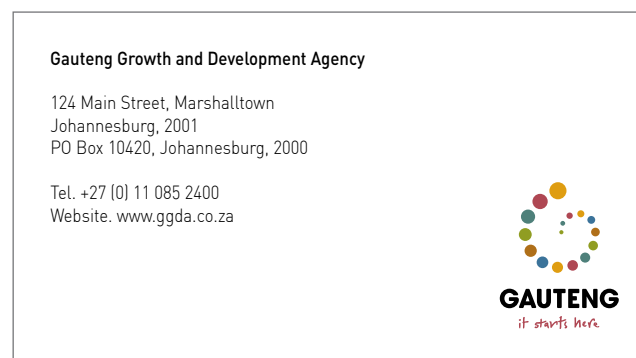 Gauteng Growth and Development Agency
124 Main Street, Marshalltown
Johannesburg, 2001
PO Box 10420, Johannesburg, 2000
Tel. +27 (0) 11 085 2400
Website. www.ggda.co.za
GAUTENG
it starts here